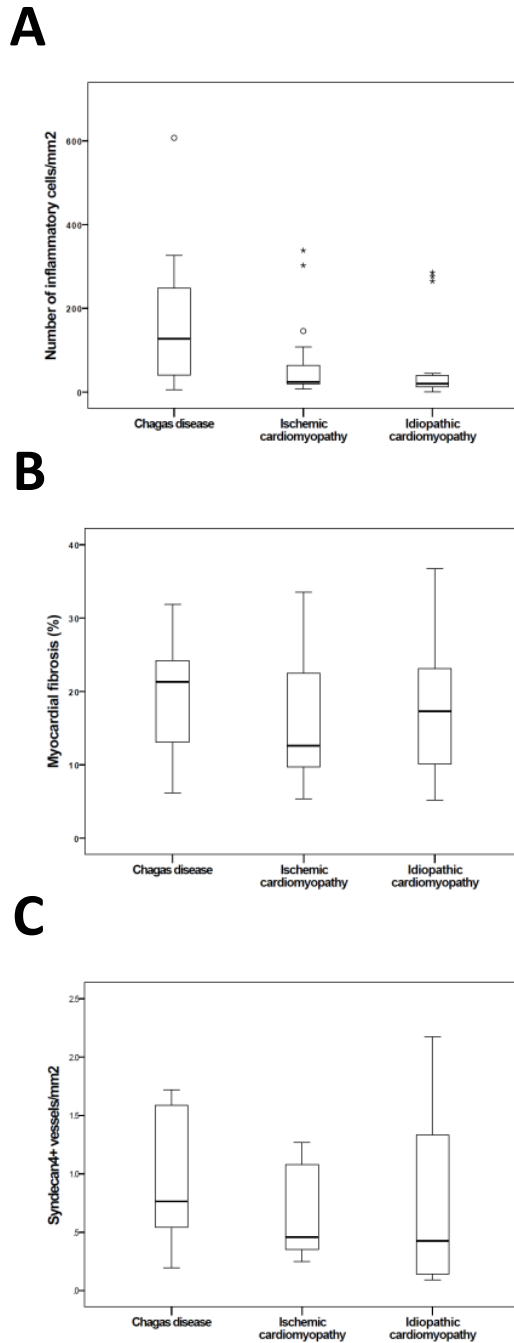 A
Number of inflammatory cells/mm2
600
400
200
0
Chagas disease
Ischemic
cardiomyopathy
Idiopathic
cardiomyopathy
B
Myocardial fibrosis (%)
40
30
20
10
0
Chagas disease
Ischemic
cardiomyopathy
Idiopathic
cardiomyopathy
C
Syndecan4+ vessels/mm2
2.5
2.0
1.5
1.0
.5
.0
Chagas disease
Ischemic
cardiomyopathy
Idiopathic
cardiomyopathy